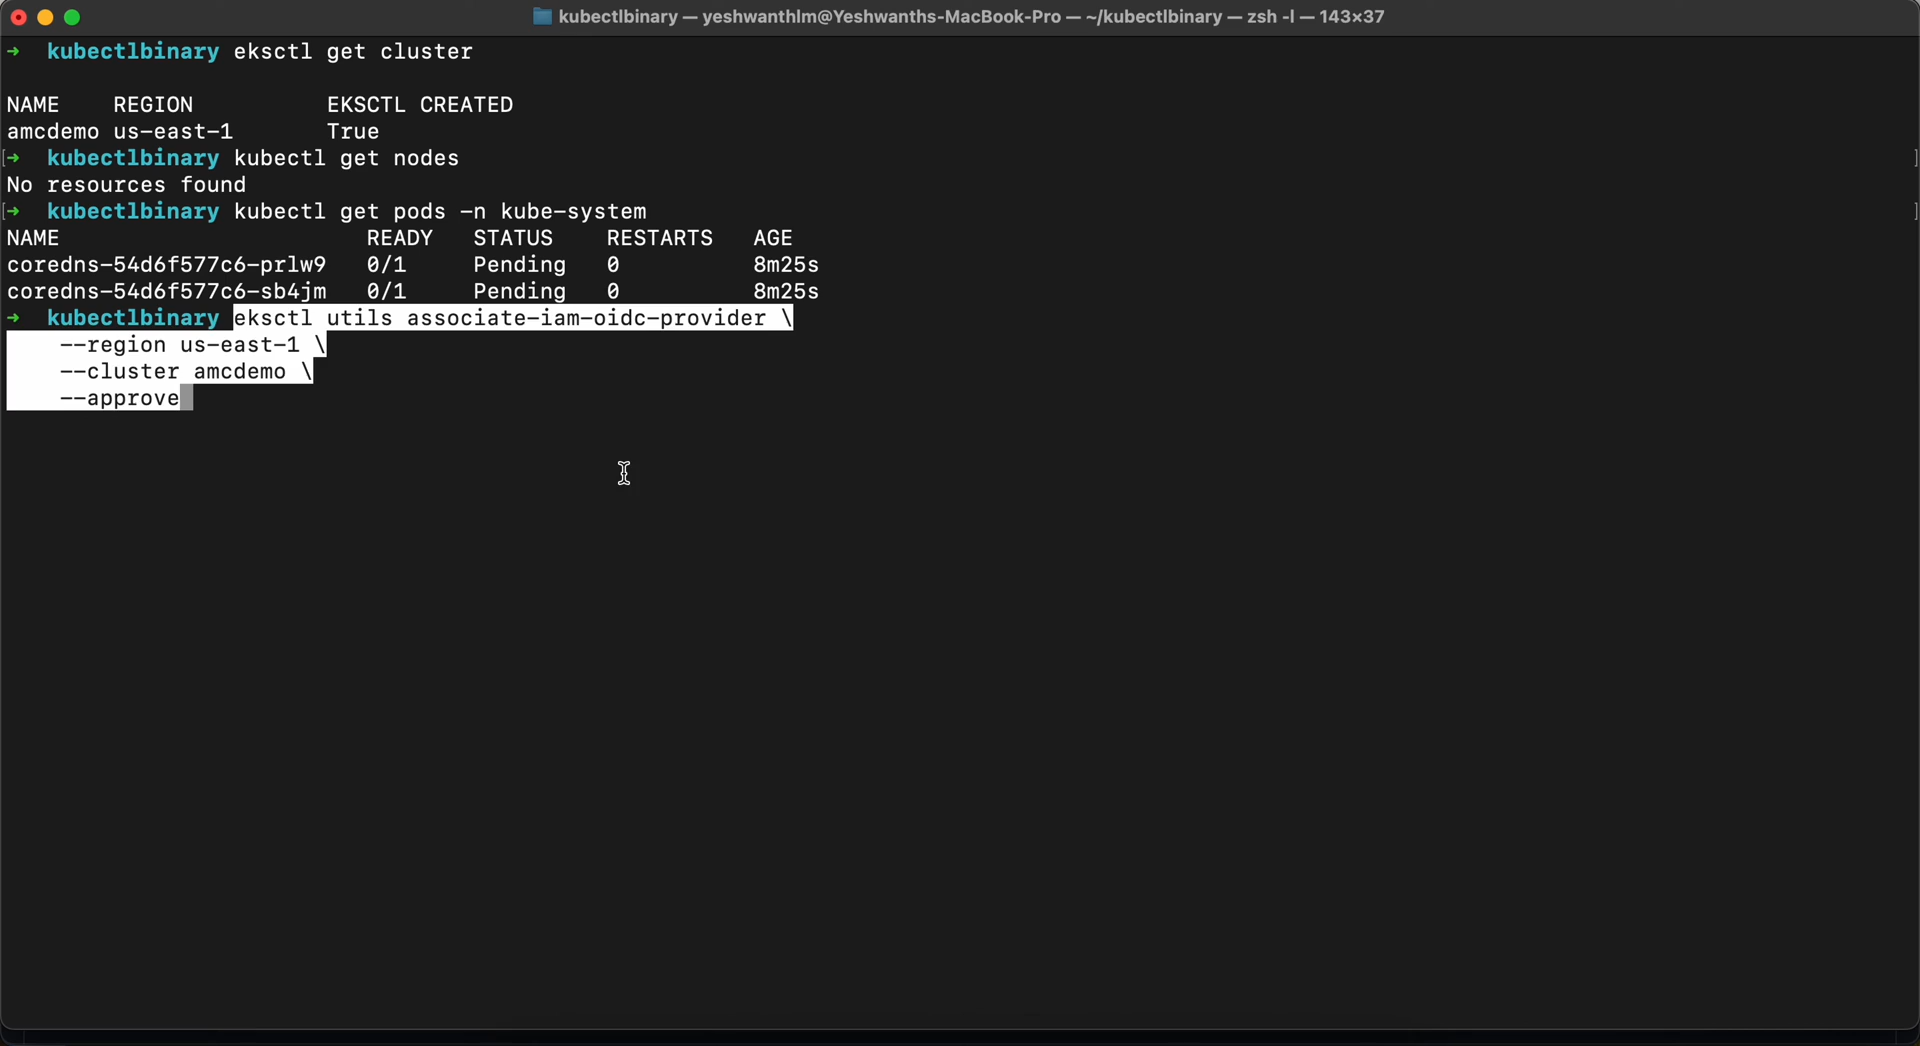 kubectlbinary — yeshwanthlm@Yeshwanths-MacBook-Pro — ~/kubectlbinary — zsh -l — 143×37
➜  kubectlbinary eksctl get cluster
NAME    REGION          EKSCTL CREATED
amcdemo us-east-1       True
[➜  kubectlbinary kubectl get nodes ]
No resources found
[➜  kubectlbinary kubectl get pods -n kube-system ]
NAME                       READY   STATUS    RESTARTS   AGE
coredns-54d6f577c6-prlw9   0/1     Pending   0          8m25s
coredns-54d6f577c6-sb4jm   0/1     Pending   0          8m25s
➜  kubectlbinary eksctl utils associate-iam-oidc-provider \
    --region us-east-1 \
    --cluster amcdemo \
    --approve